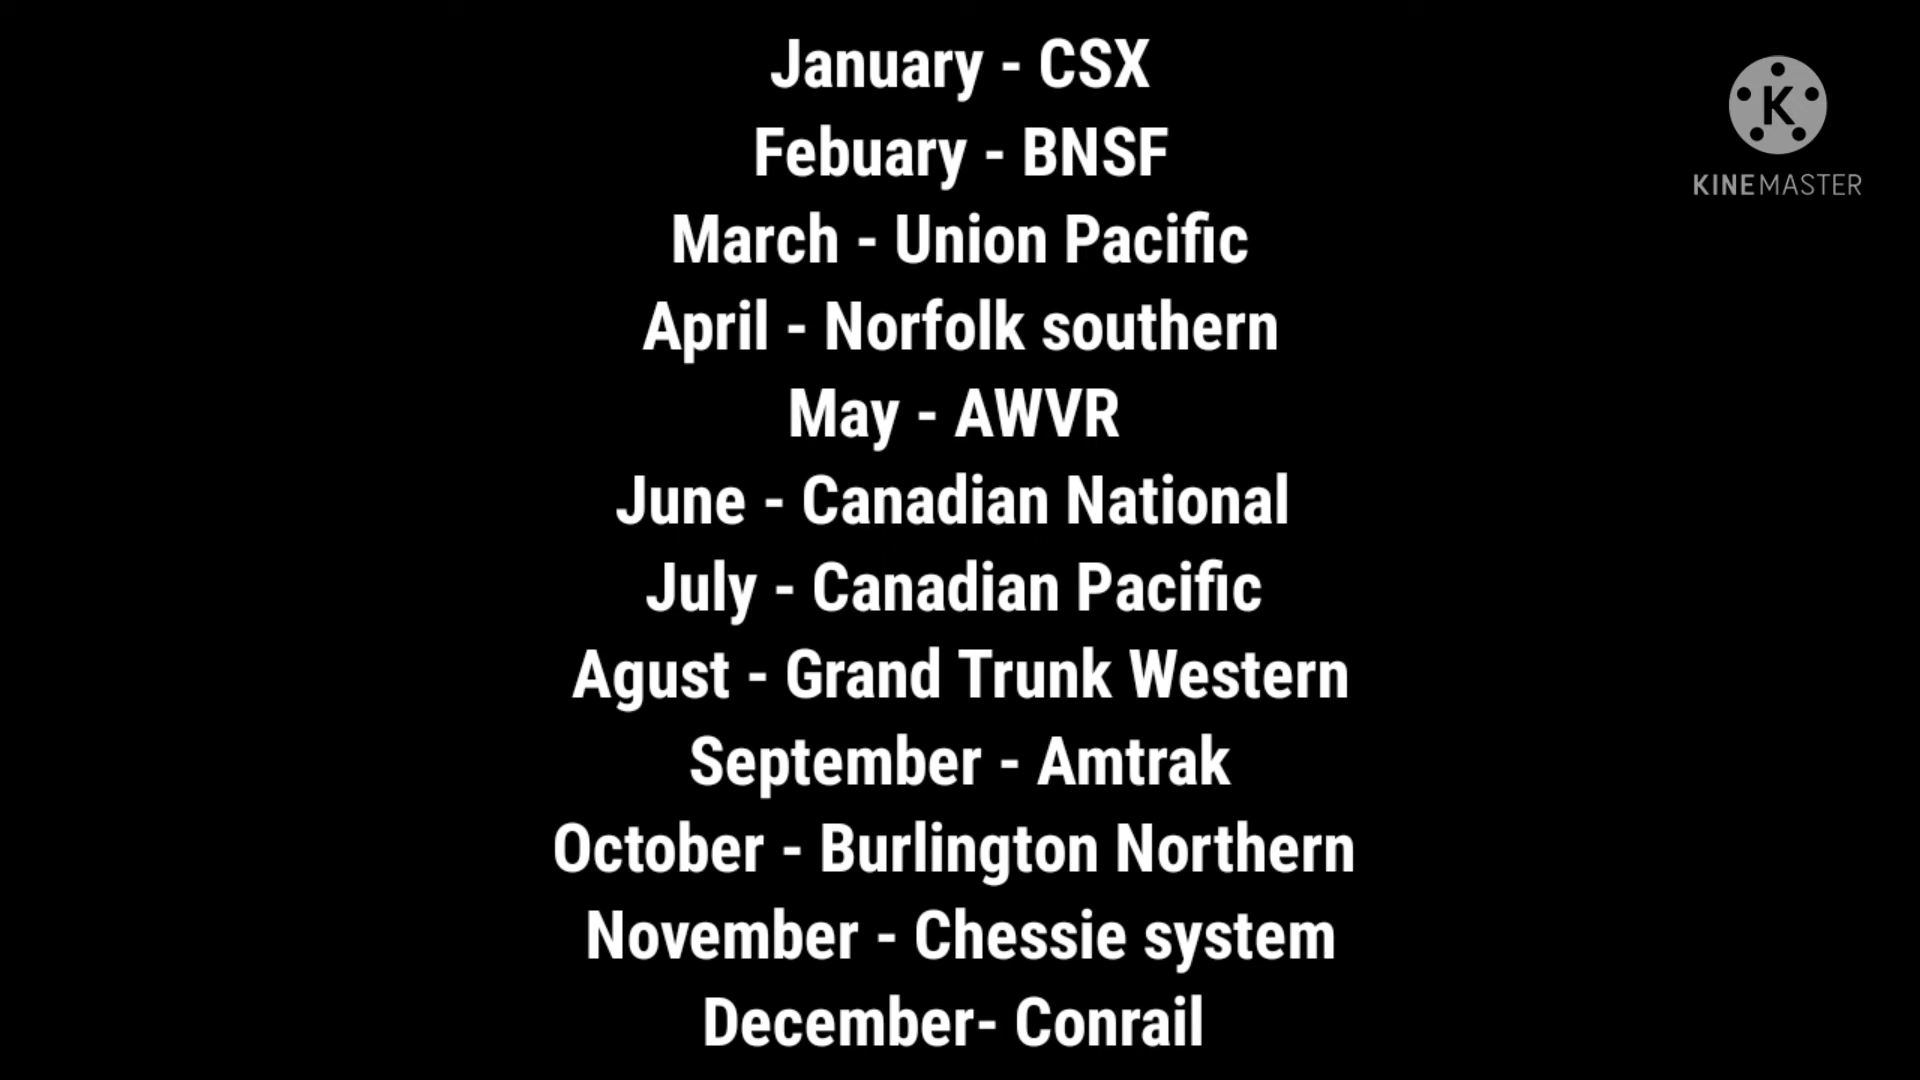 January - CSX
Febuary - BNSF
March - Union Pacific
April - Norfolk southern
May - AWVR
June - Canadian National
July - Canadian Pacific
Agust - Grand Trunk Western
September - Amtrak
October - Burlington Northern
November - Chessie system
December- Conrail
K
KINEMASTER